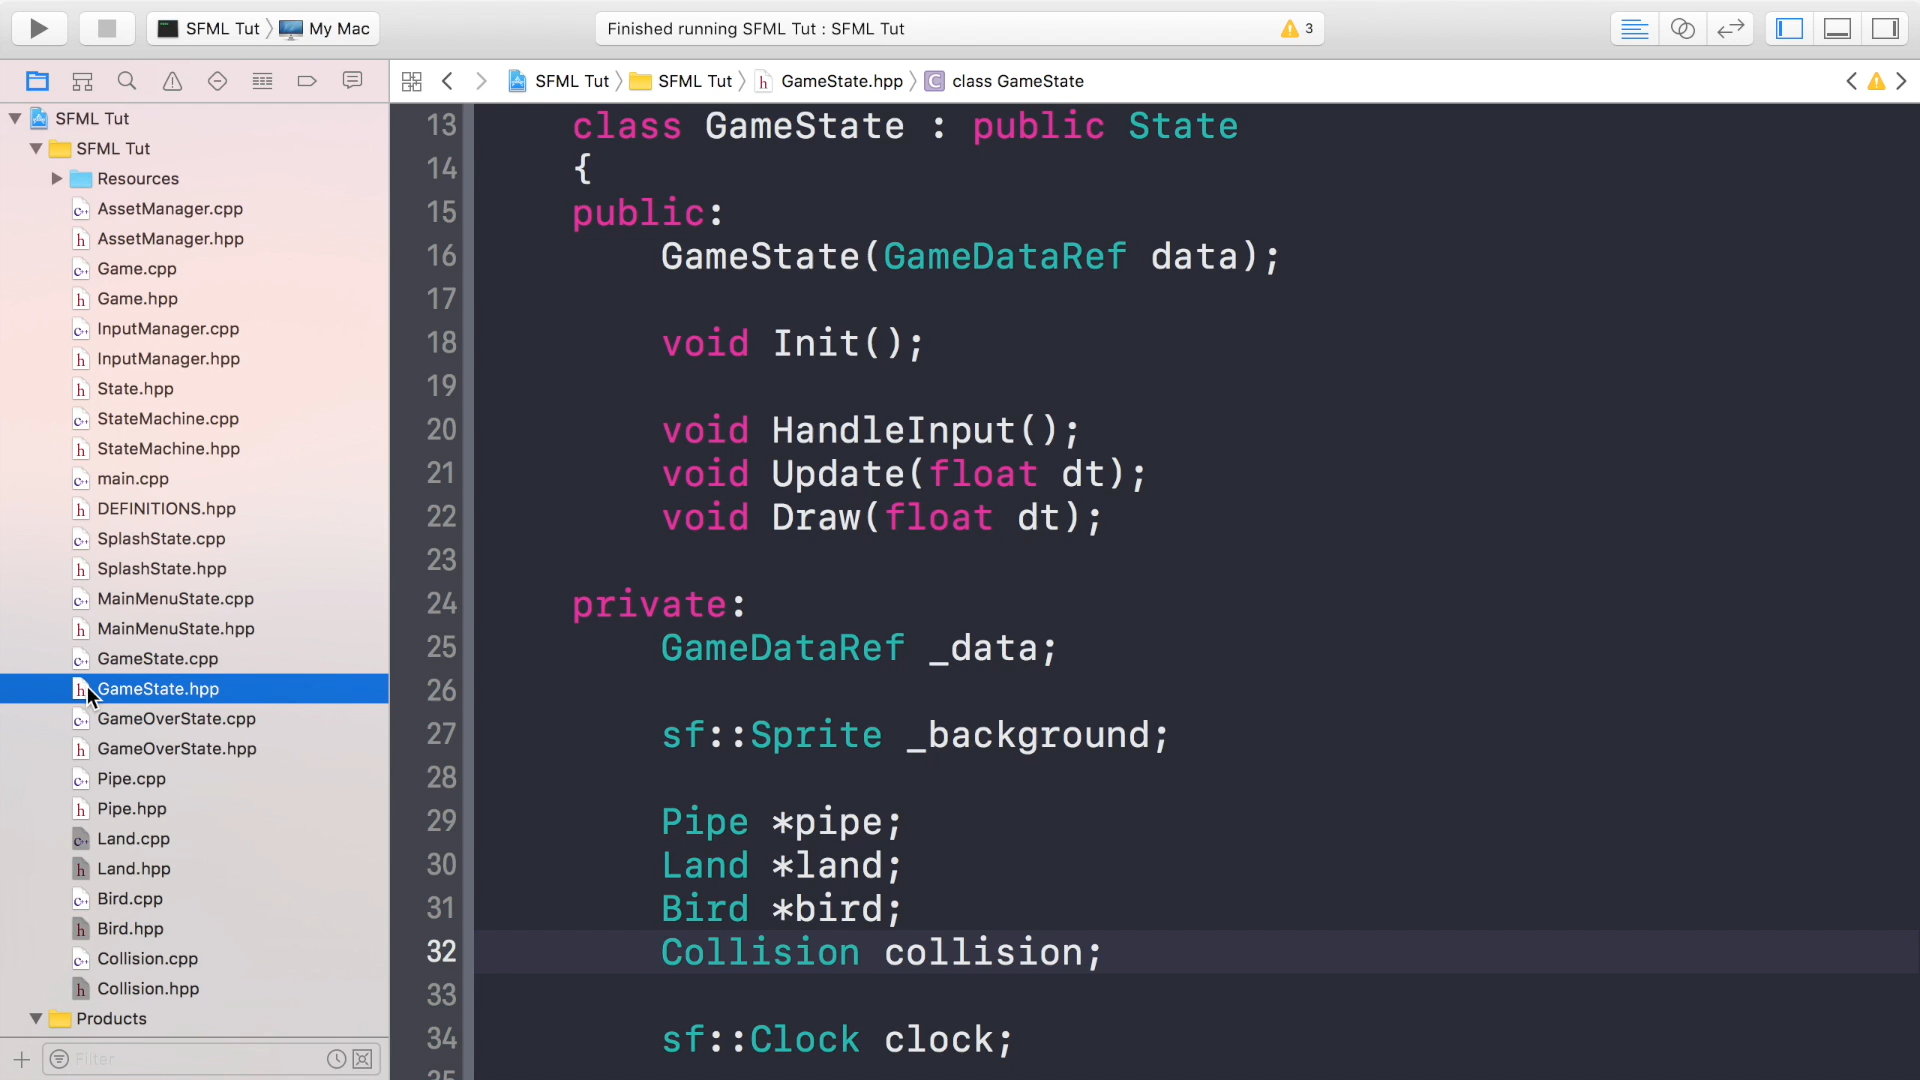 SFML Tut My Mac
Finished running SFML Tut : SFML Tut 3
SFML Tut SFML Tut h GameState.hpp C class GameState
SFML Tut
SFML Tut
Resources
AssetManager.cpp
AssetManager.hpp
Game.cpp
Game.hpp
InputManager.cpp
InputManager.hpp
State.hpp
StateMachine.cpp
StateMachine.hpp
main.cpp
DEFINITIONS.hpp
SplashState.cpp
SplashState.hpp
MainMenuState.cpp
MainMenuState.hpp
GameState.cpp
GameState.hpp
GameOverState.cpp
GameOverState.hpp
Pipe.cpp
Pipe.hpp
Land.cpp
Land.hpp
Bird.cpp
Bird.hpp
Collision.cpp
Collision.hpp
Products
Filter
13 class GameState : public State
14 {
15 public:
16 GameState(GameDataRef data);
17
18 void Init();
19
20 void HandleInput();
21 void Update(float dt);
22 void Draw(float dt);
23
24 private:
25 GameDataRef _data;
26
27 sf::Sprite _background;
28
29 Pipe *pipe;
30 Land *land;
31 Bird *bird;
32 Collision collision;
33
34 sf::Clock clock;
35